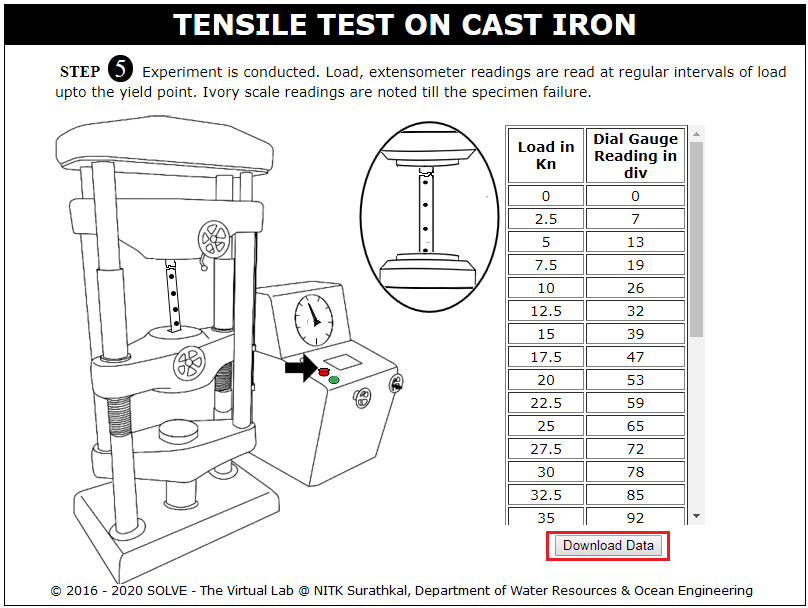 TENSILE TEST ON CAST IRON
STEP 5 Experiment is conducted. Load, extensometer readings are read at regular intervals of load
upto the yield point. Ivory scale readings are noted till the specimen failure.
Load in Kn Dial Gauge Reading in div
0 0
2.5 7
5 13
7.5 19
10 26
12.5 32
15 39
17.5 47
20 53
22.5 59
25 65
27.5 72
30 78
32.5 85
35 92
Download Data
© 2016 - 2020 SOLVE - The Virtual Lab @ NITK Surathkal, Department of Water Resources & Ocean Engineering